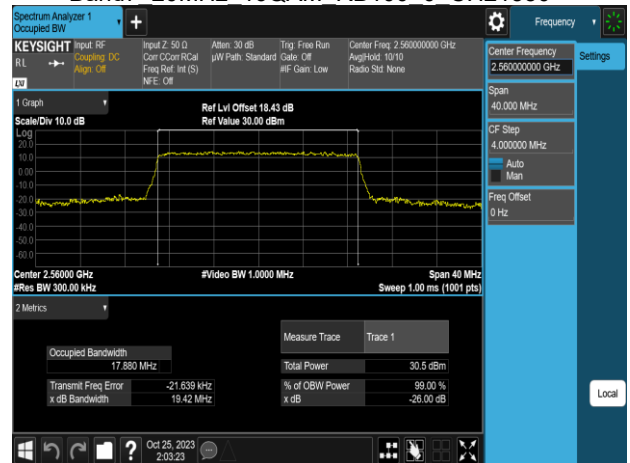 Spectrum Analyzer 1
Occupied BW
+
Frequency
KEYSIGHT
RL
LXI
Input: RF
Coupling: DC
Align: Off
Input Z: 50 Ω
Corr CCorr RCal
Freq Ref: Int (S)
NFE: Off
Atten: 30 dB
µW Path: Standard
Trig: Free Run
Gate: Off
#IF Gain: Low
Center Freq: 2.560000000 GHz
Avg|Hold: 10/10
Radio Std: None
Center Frequency
2.560000000 GHz
Settings
Span
40.000 MHz
CF Step
4.000000 MHz
Auto
Man
Freq Offset
0 Hz
Local
1 Graph
Scale/Div 10.0 dB
Ref Lvl Offset 18.43 dB
Ref Value 30.00 dBm
Log
20.0
10.0
0.00
-10.0
-20.0
-30.0
-40.0
-50.0
-60.0
Center 2.56000 GHz
#Video BW 1.0000 MHz
Span 40 MHz
#Res BW 300.00 kHz
Sweep 1.00 ms (1001 pts)
2 Metrics
Measure Trace Trace 1
Occupied Bandwidth
17.880 MHz
Total Power 30.5 dBm
Transmit Freq Error -21.639 kHz
% of OBW Power 99.00 %
x dB Bandwidth 19.42 MHz
x dB -26.00 dB
?
Oct 25, 2023
2:03:23